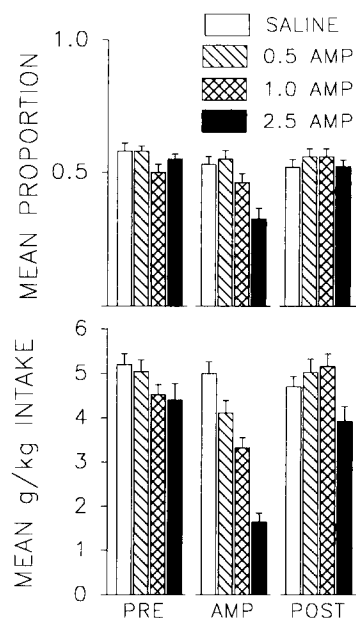 SALINE
0.5 AMP
1.0 AMP
2.5 AMP
1.0
0.5
MEAN PROPORTION
6
5
4
3
2
1
0
MEAN g/kg INTAKE
PRE AMP POST